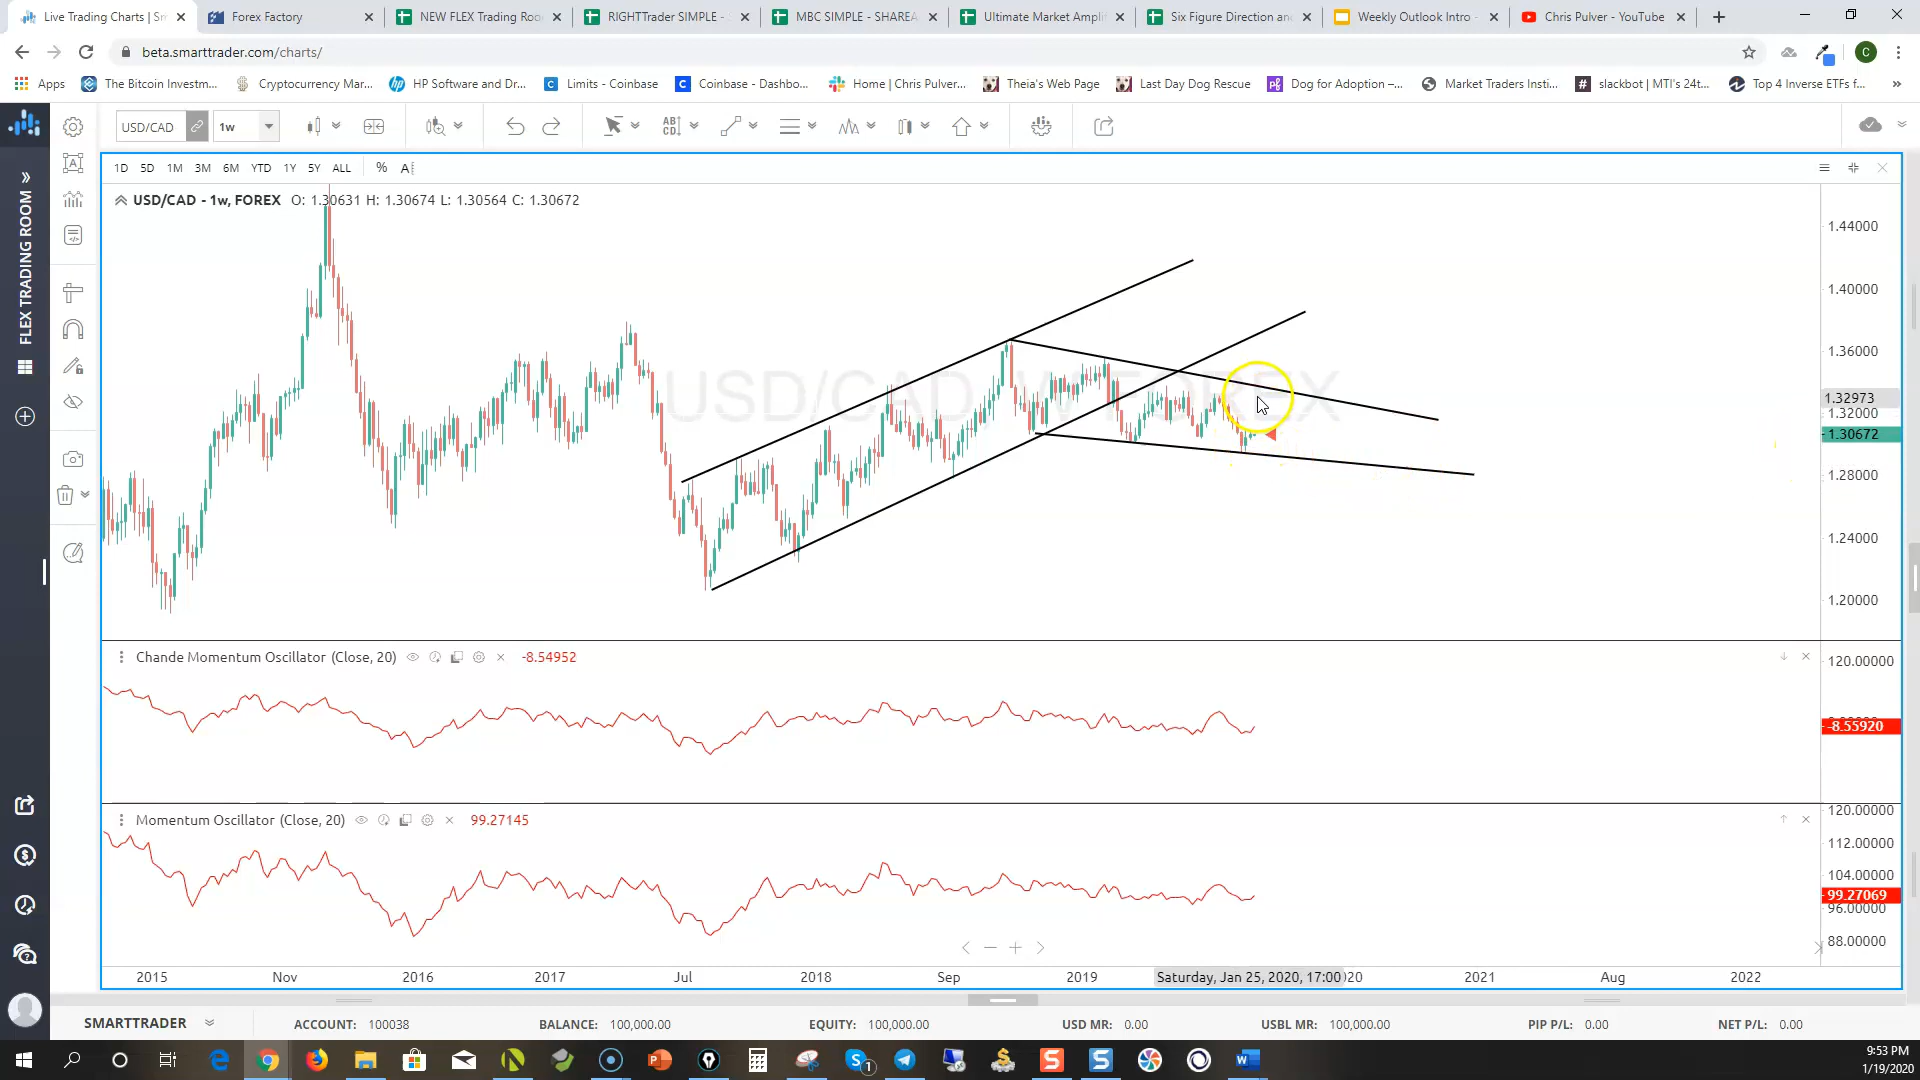 Live Trading Charts | Sm
Forex Factory
NEW FLEX Trading Roo
RIGHTTrader SIMPLE -
MBC SIMPLE - SHAREA
Ultimate Market Amplif
Six Figure Direction an
Weekly Outlook Intro -
Chris Pulver - YouTube
beta.smarttrader.com/charts/
C
Apps
The Bitcoin Investm...
Cryptocurrency Mar...
HP Software and Dr...
Limits - Coinbase
Coinbase - Dashbo...
Home | Chris Pulver...
Theia's Web Page
Last Day Dog Rescue
Dog for Adoption –...
Market Traders Insti...
slackbot | MTI's 24t...
Top 4 Inverse ETFs f...
USD/CAD
1w
1D 5D 1M 3M 6M YTD 1Y 5Y ALL %
FLEX TRADING ROOM
USD/CAD - 1w, FOREX O: 1.30631 H: 1.30674 L: 1.30564 C: 1.30672
1.44000
1.40000
1.36000
1.32973
1.32000
1.30672
1.28000
1.24000
1.20000
Chande Momentum Oscillator (Close, 20) -8.54952
120.00000
-8.55920
Momentum Oscillator (Close, 20) 99.27145
120.00000
112.00000
104.00000
99.27069
96.00000
88.00000
2015 Nov 2016 2017 Jul 2018 Sep 2019 Saturday, Jan 25, 2020, 17:00 20 2021 Aug 2022
SMARTTRADER
ACCOUNT: 100038
BALANCE: 100,000.00
EQUITY: 100,000.00
USD MR: 0.00
USBL MR: 100,000.00
PIP P/L: 0.00
NET P/L: 0.00
9:53 PM
1/19/2020